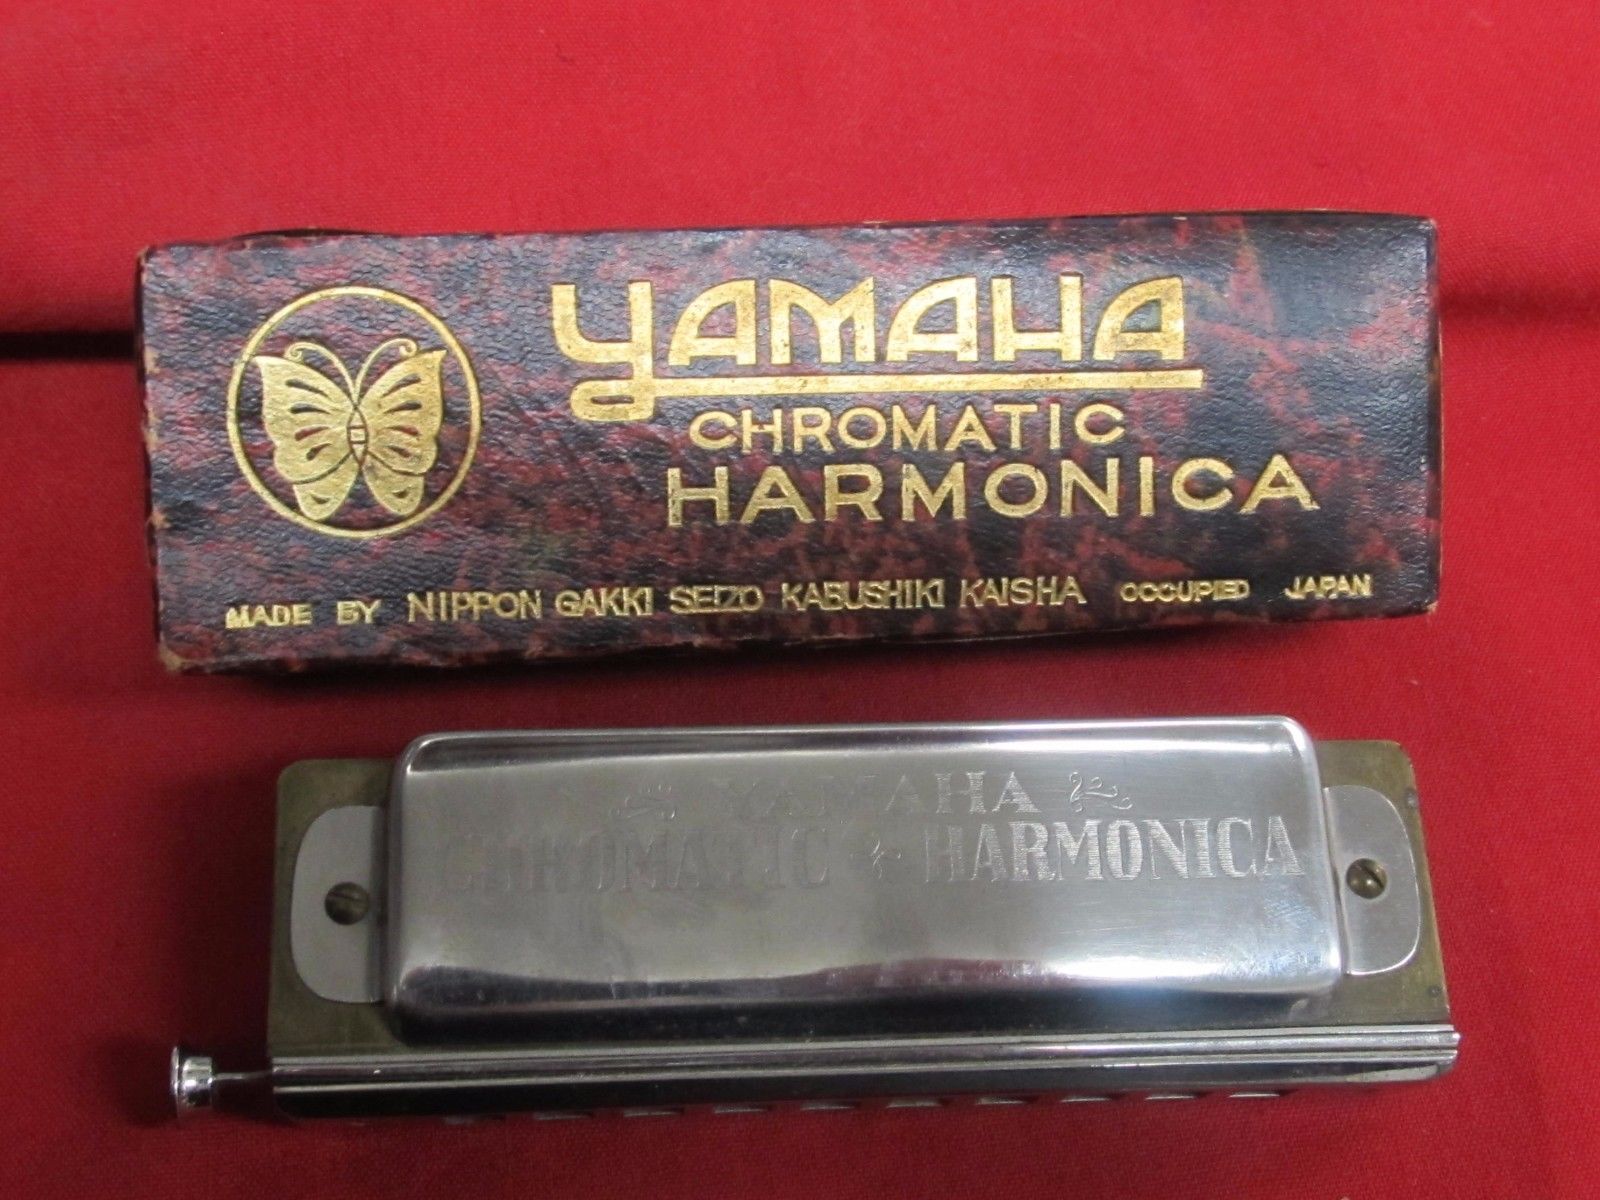 YAMAHA
CHROMATIC
HARMONICA
MADE BY NIPPON GAKKI SEIZO KABUSHIKI KAISHA OCCUPIED JAPAN
YAMAHA
CHROMATIC HARMONICA